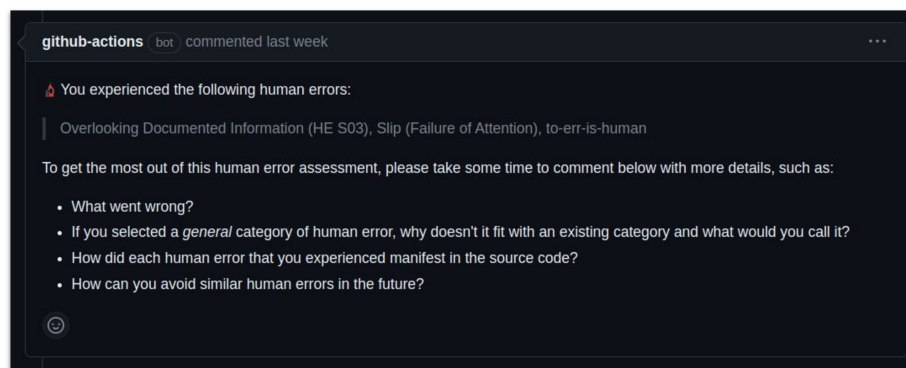 github-actions bot commented last week
You experienced the following human errors:
Overlooking Documented Information (HE S03), Slip (Failure of Attention), to-err-is-human
To get the most out of this human error assessment, please take some time to comment below with more details, such as:
• What went wrong?
• If you selected a general category of human error, why doesn't it fit with an existing category and what would you call it?
• How did each human error that you experienced manifest in the source code?
• How can you avoid similar human errors in the future?